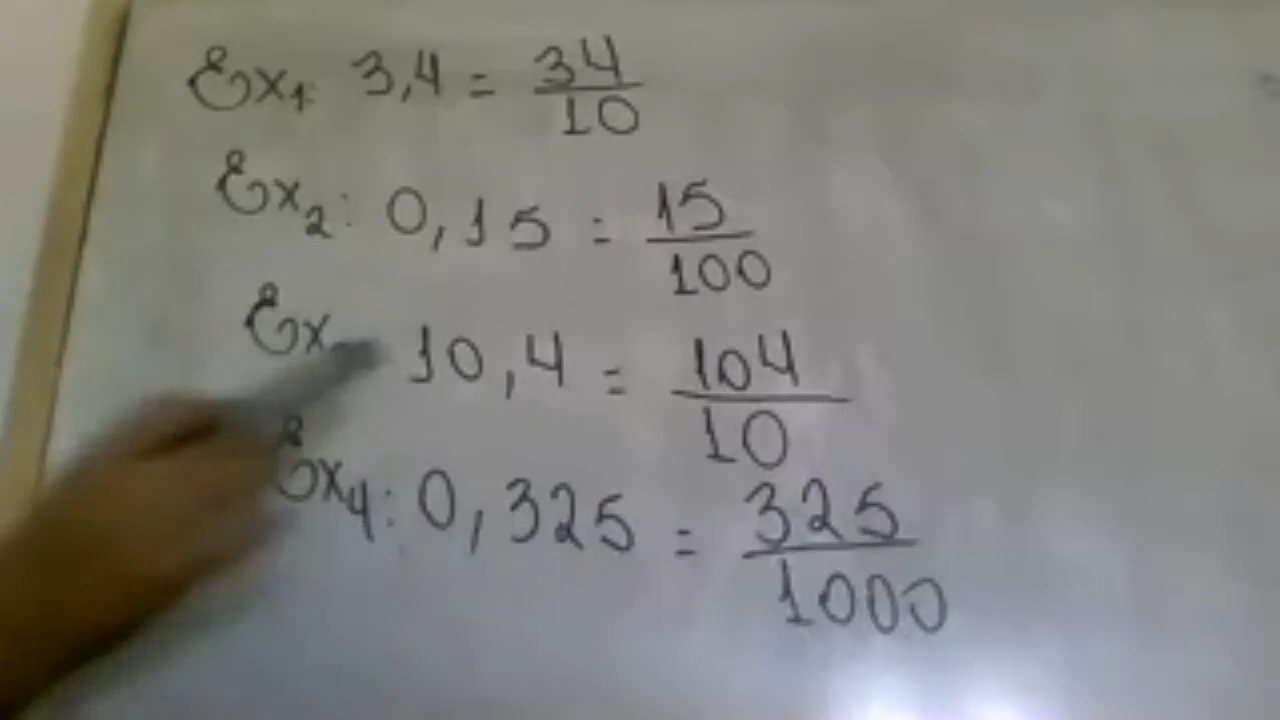 Ex1: 3,4 = 34/10
Ex2: 0,15 = 15/100
Ex 10,4 = 104/10
Ex4: 0,325 = 325/1000